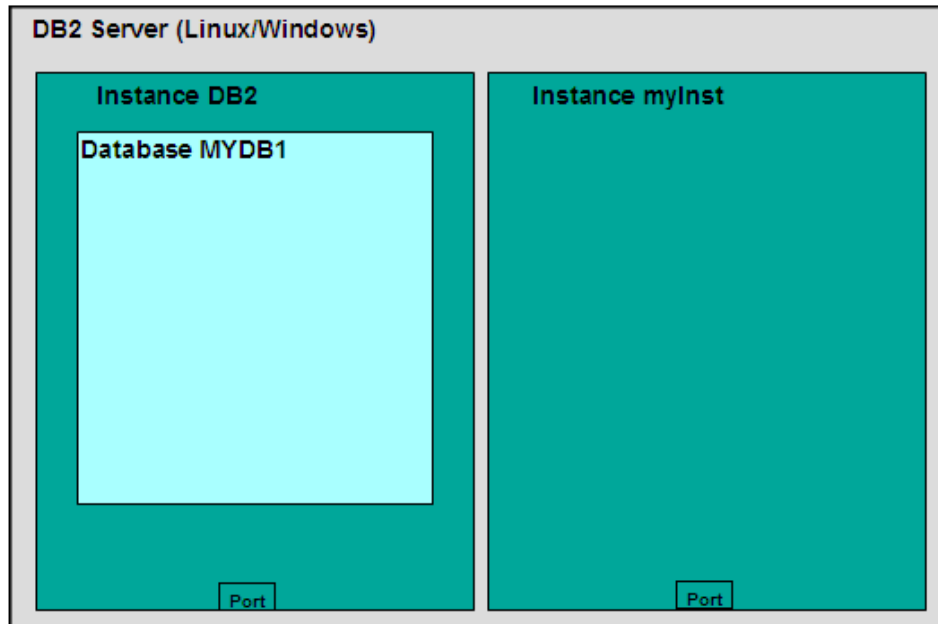 DB2 Server (Linux/Windows)
Instance DB2
Database MYDB1
Port
Instance myInst
Port